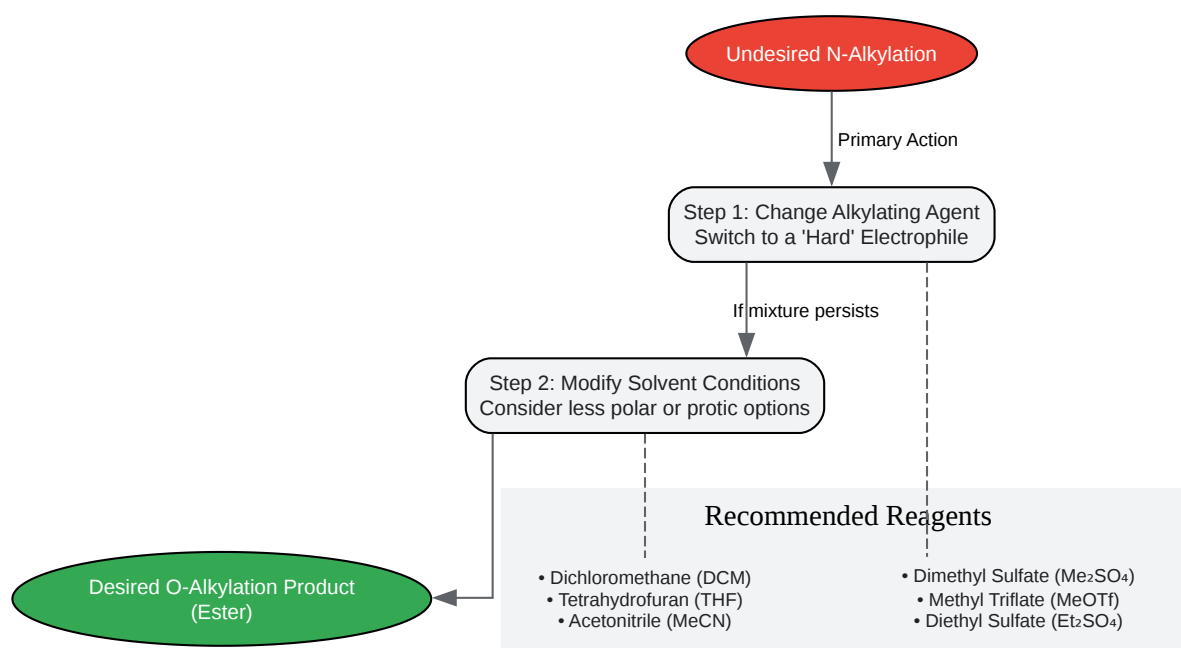 Undesired N-Alkylation
Primary Action
Step 1: Change Alkylating Agent
Switch to a 'Hard' Electrophile
If mixture persists
Step 2: Modify Solvent Conditions
Consider less polar or protic options
Recommended Reagents
• Dichloromethane (DCM)
• Tetrahydrofuran (THF)
• Acetonitrile (MeCN)
• Dimethyl Sulfate (Me₂SO₄)
• Methyl Triflate (MeOTf)
• Diethyl Sulfate (Et₂SO₄)
Desired O-Alkylation Product
(Ester)